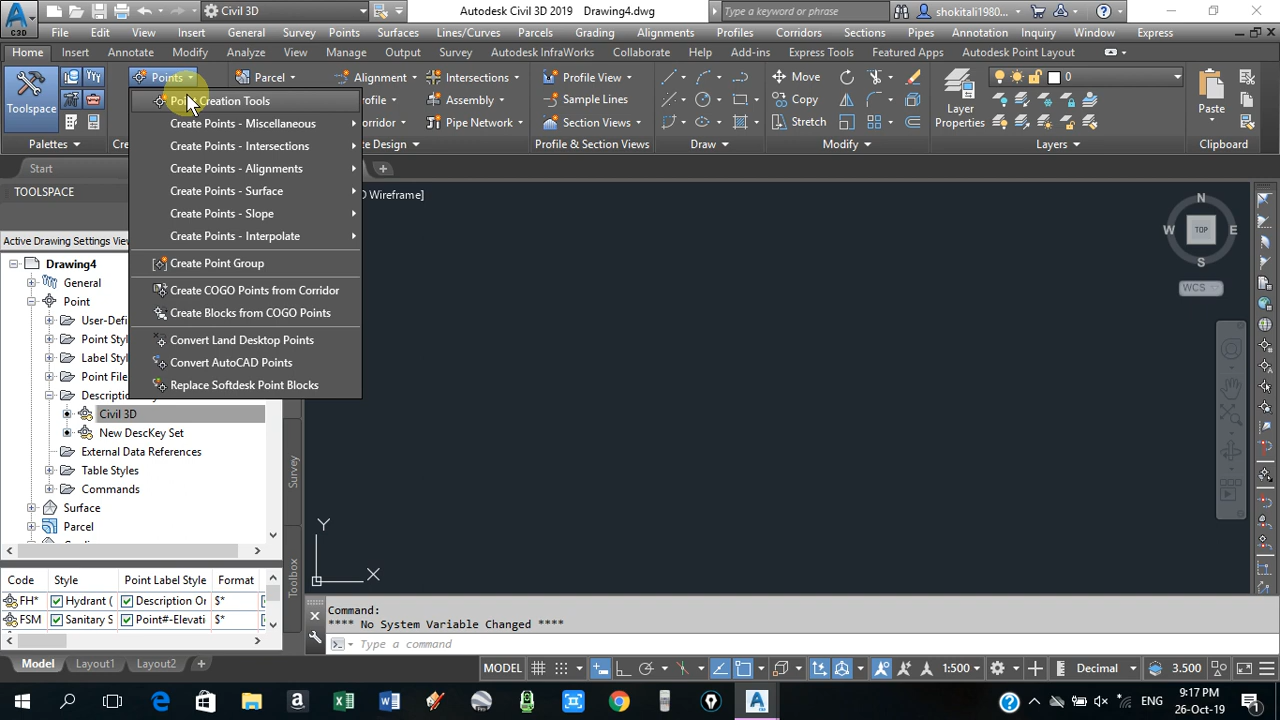 C3D
Civil 3D
Autodesk Civil 3D 2019 Drawing4.dwg
Type a keyword or phrase
shokitali1980...
File Edit View Insert General Survey Points Surfaces Lines/Curves Parcels Grading Alignments Profiles Corridors Sections Pipes Annotation Inquiry Window Express
Home Insert Annotate Modify Analyze View Manage Output Survey Autodesk InfraWorks Collaborate Help Add-ins Express Tools Featured Apps Autodesk Point Layout
Toolspace
Palettes
Points
Parcel
Alignment
Intersections
Profile View
Move
0
Assembly
Sample Lines
Copy
Pipe Network
Section Views
Stretch
Layer
Properties
Paste
Profile & Section Views
Draw
Modify
Layers
Clipboard
Point Creation Tools
Create Points - Miscellaneous
Create Points - Intersections
Create Points - Alignments
Create Points - Surface
Create Points - Slope
Create Points - Interpolate
Create Point Group
Create COGO Points from Corridor
Create Blocks from COGO Points
Convert Land Desktop Points
Convert AutoCAD Points
Replace Softdesk Point Blocks
Start
Wireframe]
TOOLSPACE
Active Drawing Settings
Drawing4
General
Point
Civil 3D
New DescKey Set
External Data References
Table Styles
Commands
Surface
Parcel
Survey
Toolbox
Code Style Point Label Style Format
FH* Hydrant ( Description Or $*
FSM Sanitary S Point#-Elevati $*
N
W TOP E
S
WCS
Y
X
Command:
**** No System Variable Changed ****
Type a command
Model Layout1 Layout2
MODEL
1:500
Decimal
3.500
ENG
9:17 PM
26-Oct-19